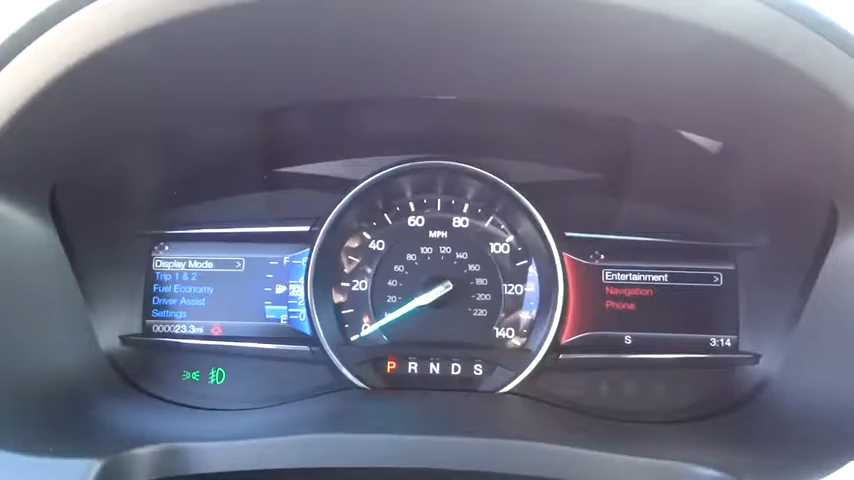 Display Mode >
Trip 1 & 2
Fuel Economy
Driver Assist
Settings
000023.3mi
F
E
MPH
0 20 40 60 80 100 120 140
20 40 60 80 100 120 140 160 180 200 220
P R N D S
Entertainment >
Navigation
Phone
S
3:14